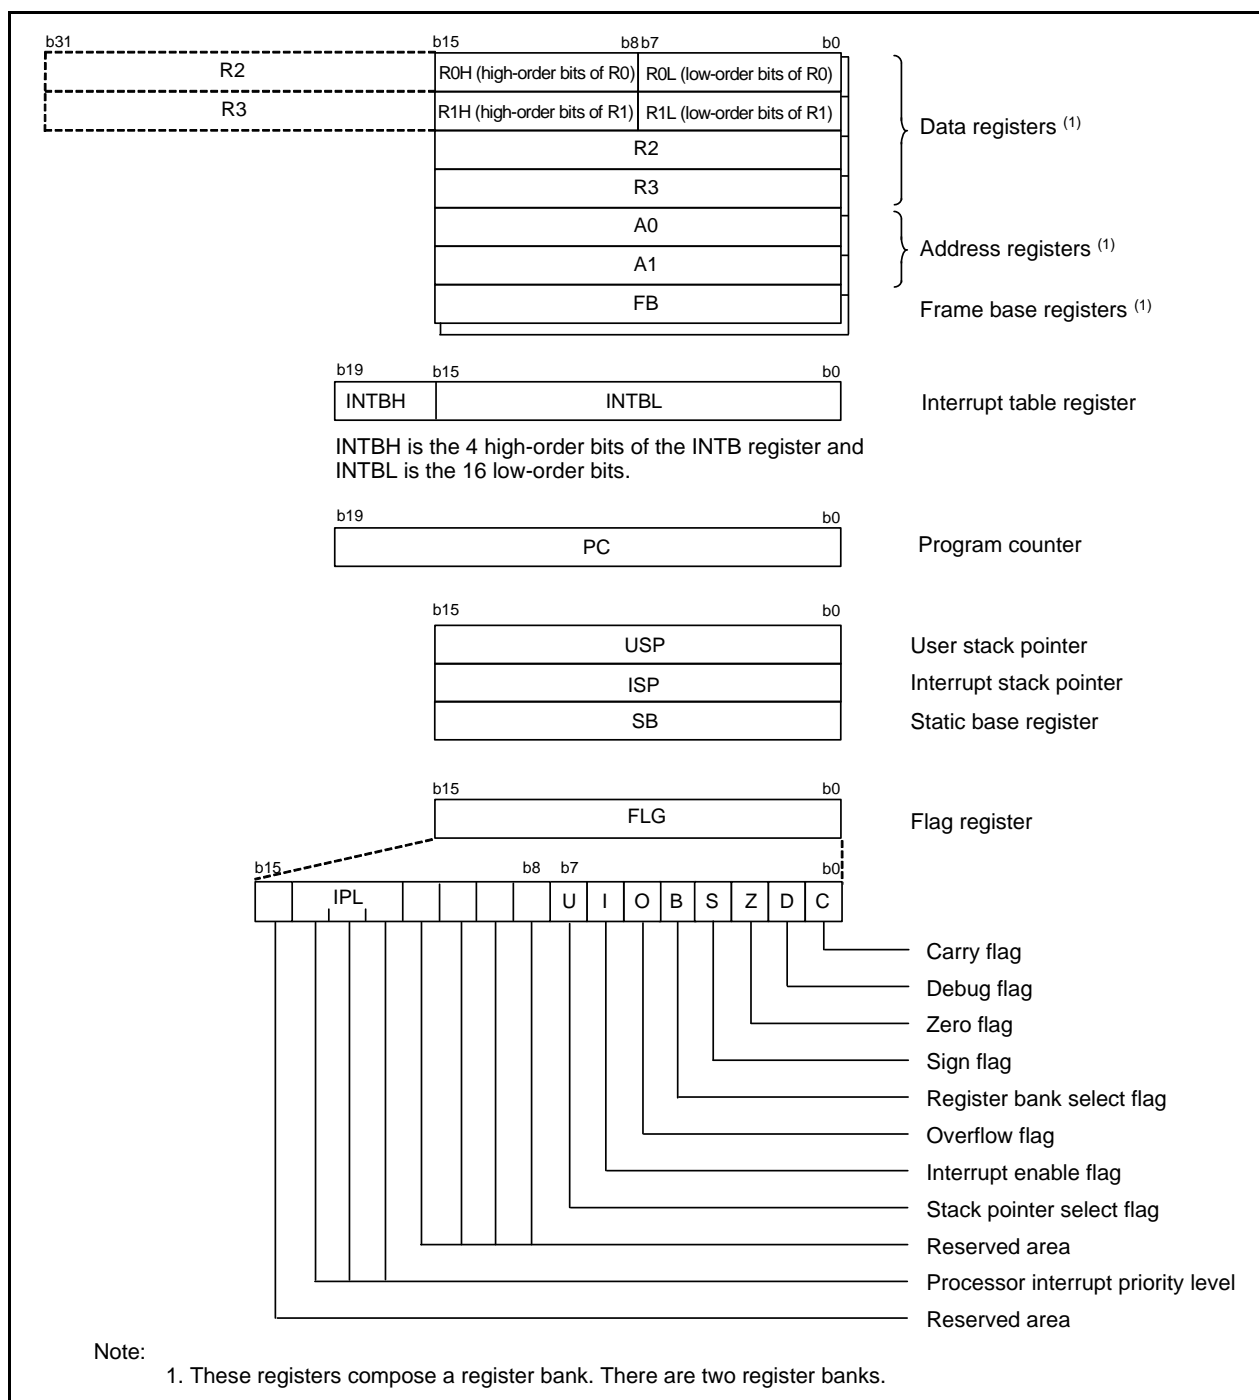 b31 b15 b8 b7 b0
R2 R0H (high-order bits of R0) R0L (low-order bits of R0)
R3 R1H (high-order bits of R1) R1L (low-order bits of R1)
Data registers (1)
R2
R3
A0
Address registers (1)
A1
FB
Frame base registers (1)
b19 b15 b0
INTBH INTBL Interrupt table register
INTBH is the 4 high-order bits of the INTB register and
INTBL is the 16 low-order bits.
b19 b0
PC Program counter
b15 b0
USP User stack pointer
ISP Interrupt stack pointer
SB Static base register
b15 b0
FLG Flag register
b15 b8 b7 b0
IPL U I O B S Z D C
Carry flag
Debug flag
Zero flag
Sign flag
Register bank select flag
Overflow flag
Interrupt enable flag
Stack pointer select flag
Reserved area
Processor interrupt priority level
Reserved area
Note:
1. These registers compose a register bank. There are two register banks.